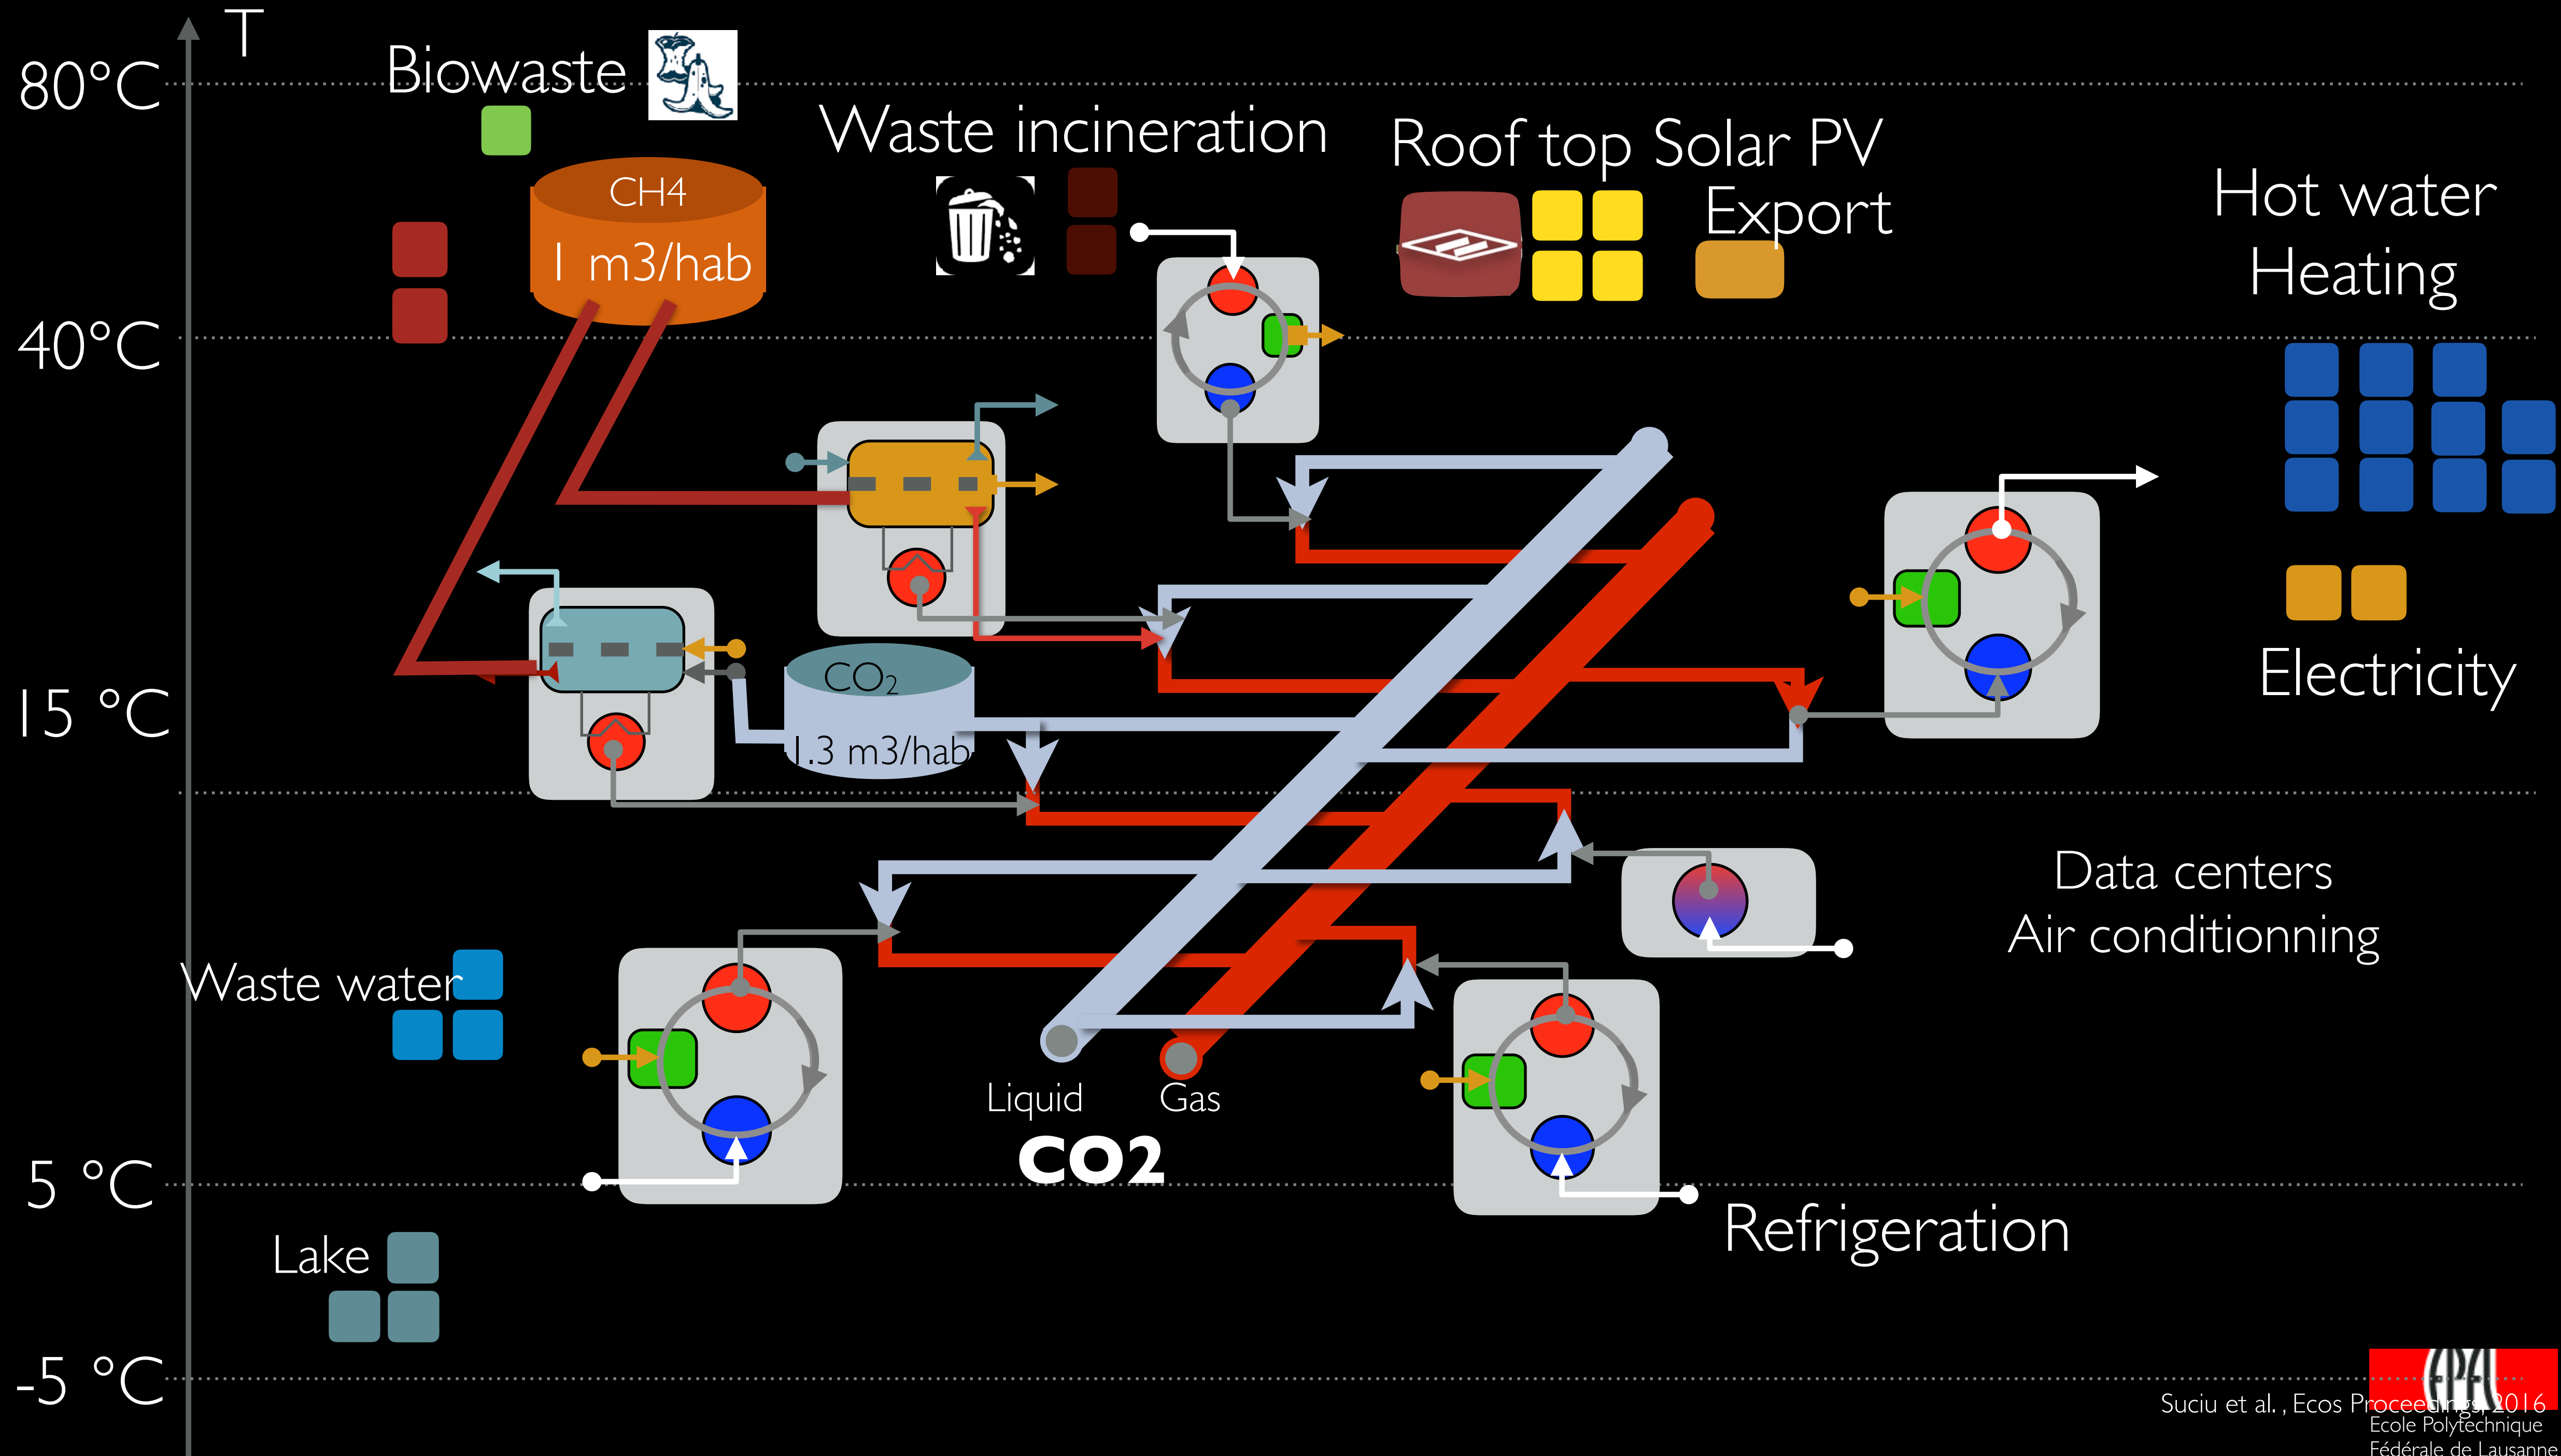 T
80°C
Biowaste
Waste incineration
Roof top Solar PV
Export
Hot water
Heating
CH4
1 m3/hab
40°C
Electricity
CO₂
1.3 m3/hab
15 °C
Data centers
Air conditionning
Waste water
Liquid
Gas
CO2
5 °C
Refrigeration
Lake
-5 °C
Suciu et al. , Ecos Proceedings, 2016
Ecole Polytechnique
Fédérale de Lausanne